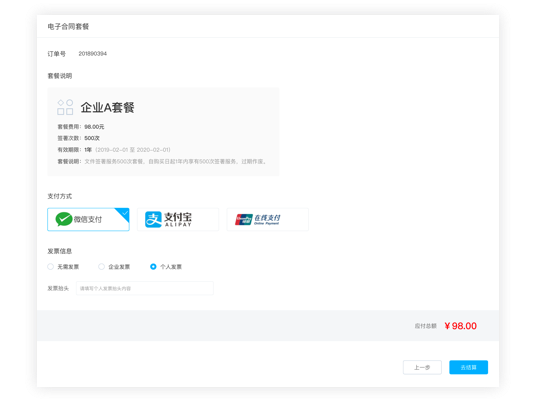 电子合同套餐
订单号 201890394
套餐说明
企业A套餐
套餐费用：98.00元
签署次数：500次
有效期限：1年（2019-02-01 至 2020-02-01）
套餐说明：文件签署服务500次套餐，自购买日起1年内享有500次签署服务，过期作废。
支付方式
微信支付
支付宝
ALIPAY
在线支付
Online Payment
发票信息
无需发票 企业发票 个人发票
发票抬头 请填写个人发票抬头内容
应付总额 ¥ 98.00
上一步 去结算